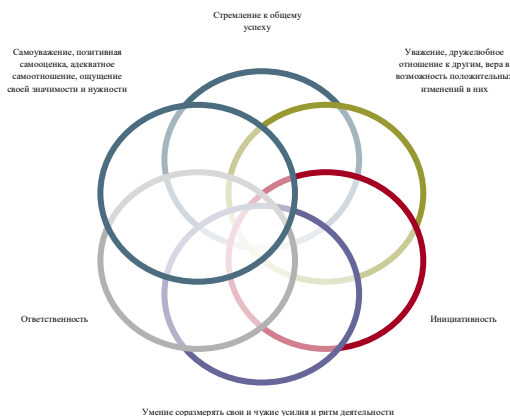 Стремление к общему
успеху
Самоуважение, позитивная
самооценка, адекватное
самоотношение, ощущение
своей значимости и нужности
Уважение, дружелюбное
отношение к другим, вера в
возможность положительных
изменений в них
Ответственность
Инициативность
Умение соразмерять свои и чужие усилия и ритм деятельности